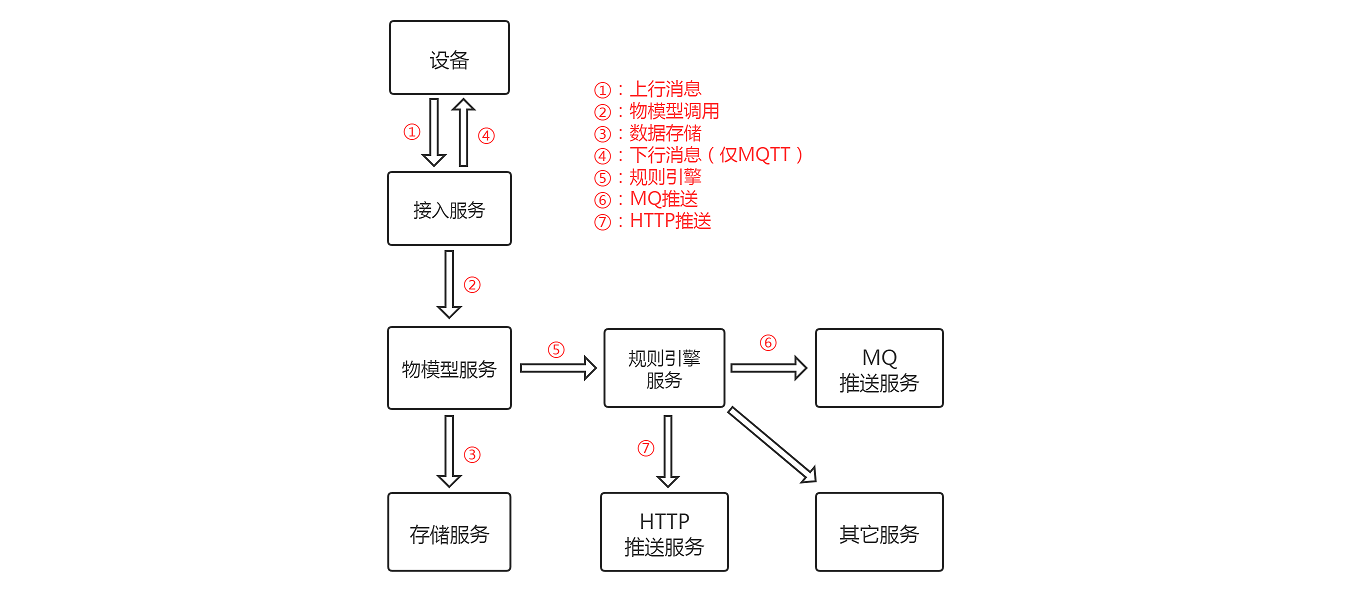 设备
①：上行消息
②：物模型调用
③：数据存储
④：下行消息（仅MQTT）
⑤：规则引擎
⑥：MQ推送
⑦：HTTP推送
①
④
接入服务
②
物模型服务
⑤
规则引擎
服务
⑥
MQ
推送服务
③
⑦
存储服务
HTTP
推送服务
其它服务